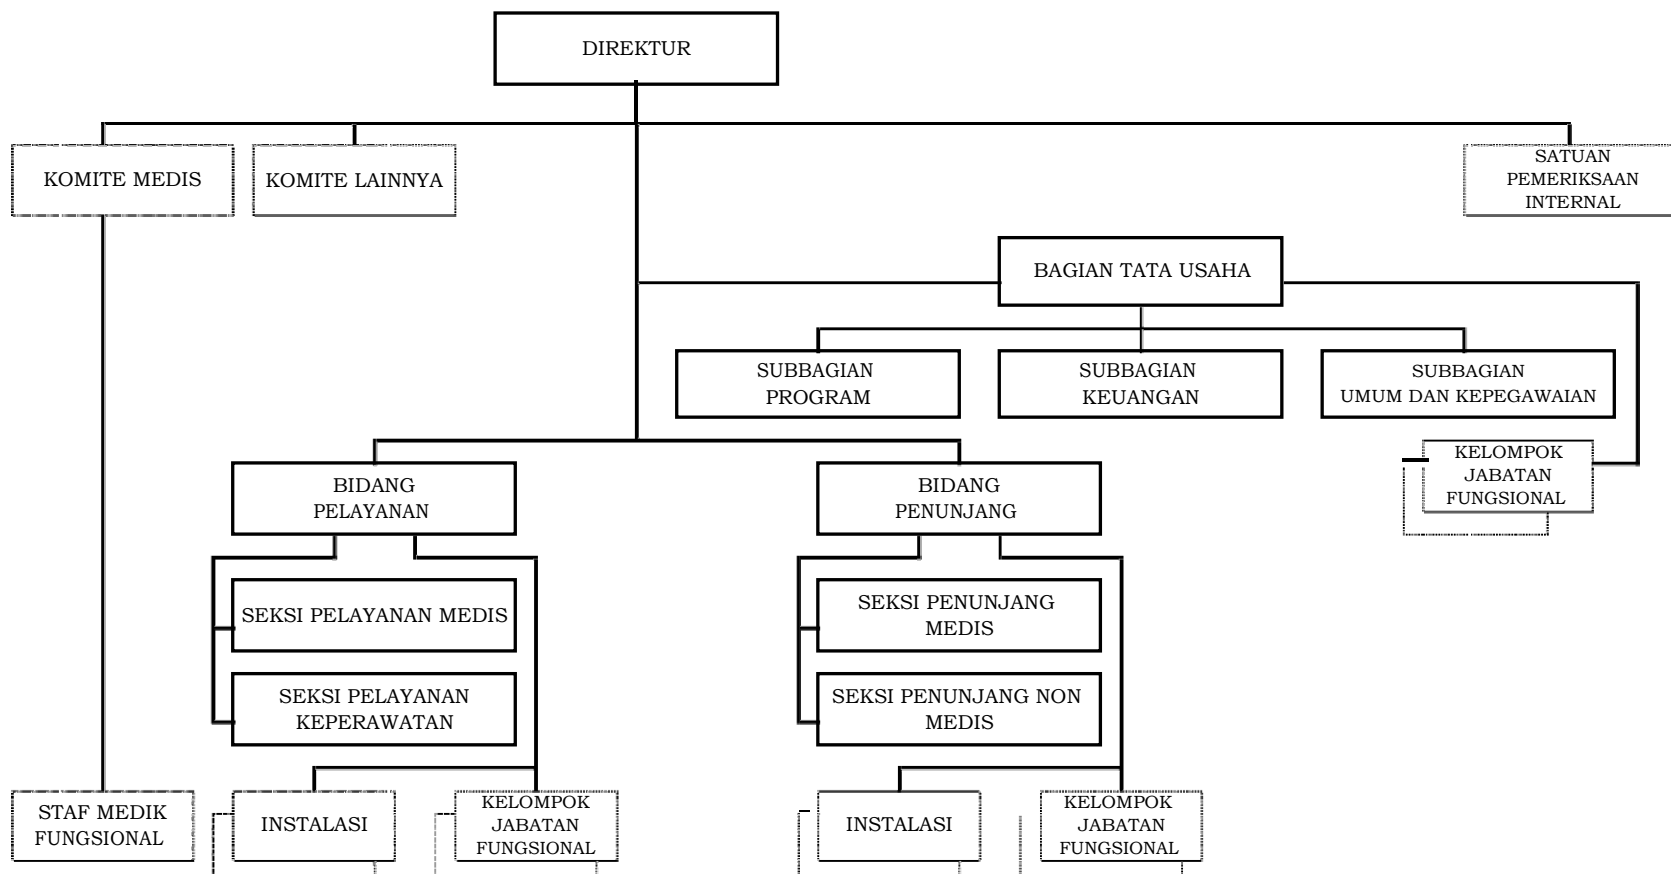 DIREKTUR
KOMITE MEDIS
KOMITE LAINNYA
SATUAN
PEMERIKSAAN
INTERNAL
BAGIAN TATA USAHA
SUBBAGIAN
PROGRAM
SUBBAGIAN
KEUANGAN
SUBBAGIAN
UMUM DAN KEPEGAWAIAN
KELOMPOK
JABATAN
FUNGSIONAL
BIDANG
PELAYANAN
BIDANG
PENUNJANG
SEKSI PELAYANAN MEDIS
SEKSI PENUNJANG
MEDIS
SEKSI PELAYANAN
KEPERAWATAN
SEKSI PENUNJANG NON
MEDIS
STAF MEDIK
FUNGSIONAL
INSTALASI
KELOMPOK
JABATAN
FUNGSIONAL
INSTALASI
KELOMPOK
JABATAN
FUNGSIONAL